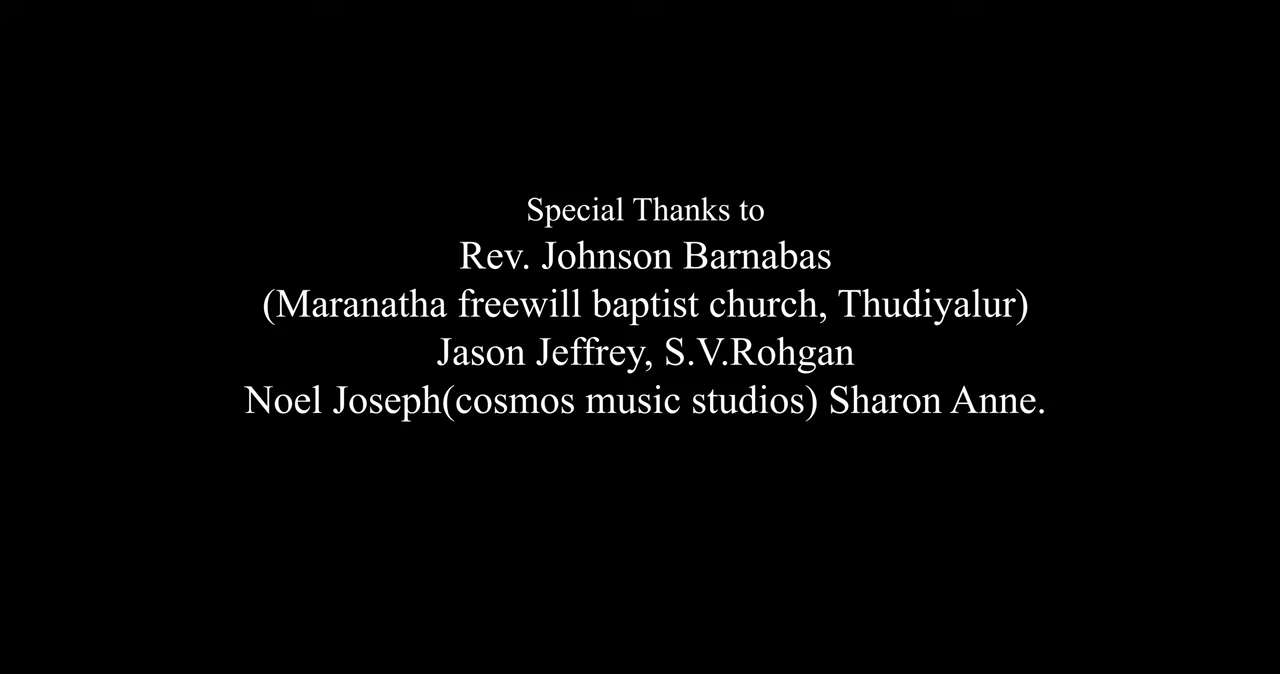 Special Thanks to
Rev. Johnson Barnabas
(Maranatha freewill baptist church, Thudiyalur)
Jason Jeffrey, S.V.Rohgan
Noel Joseph(cosmos music studios) Sharon Anne.